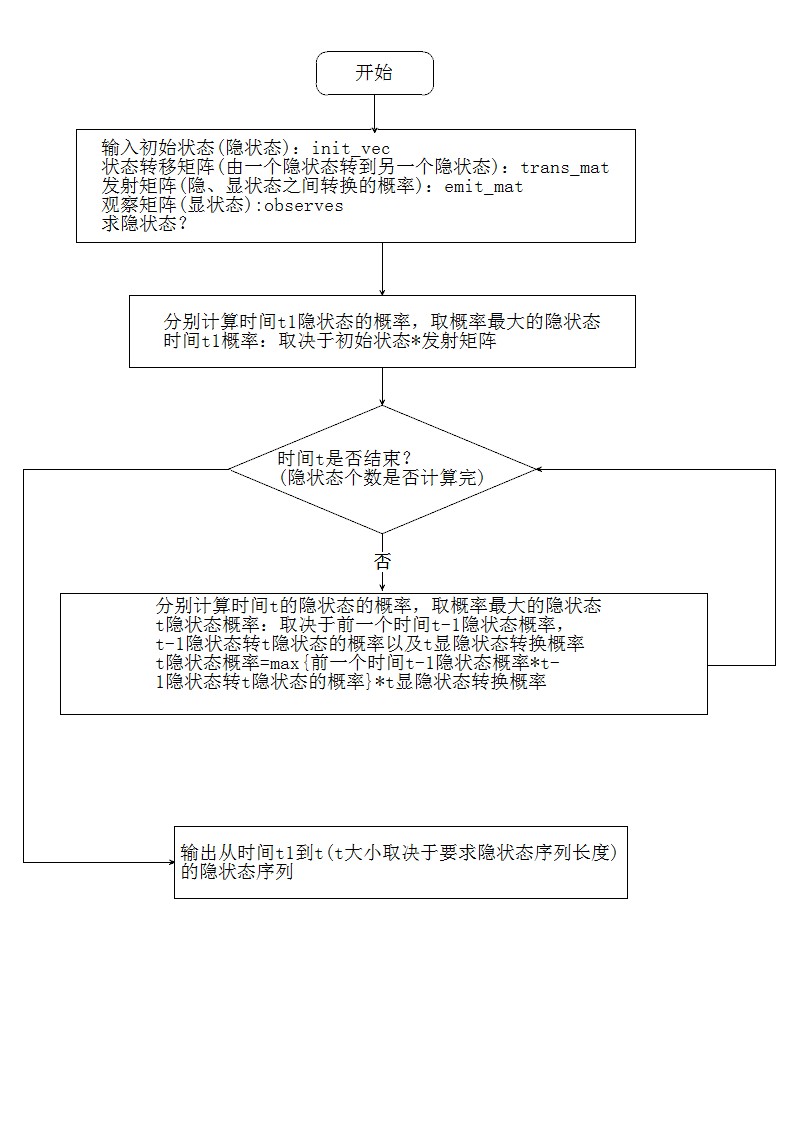 开始
输入初始状态(隐状态)：init_vec
状态转移矩阵(由一个隐状态转到另一个隐状态)：trans_mat
发射矩阵(隐、显状态之间转换的概率)：emit_mat
观察矩阵(显状态):observes
求隐状态?
分别计算时间t1隐状态的概率，取概率最大的隐状态
时间t1概率：取决于初始状态*发射矩阵
时间t是否结束?
(隐状态个数是否计算完)
否
分别计算时间t的隐状态的概率，取概率最大的隐状态
t隐状态概率：取决于前一个时间t-1隐状态概率，
t-1隐状态转t隐状态的概率以及t显隐状态转换概率
t隐状态概率=max{前一个时间t-1隐状态概率*t-
1隐状态转t隐状态的概率}*t显隐状态转换概率
输出从时间t1到t(t大小取决于要求隐状态序列长度)
的隐状态序列